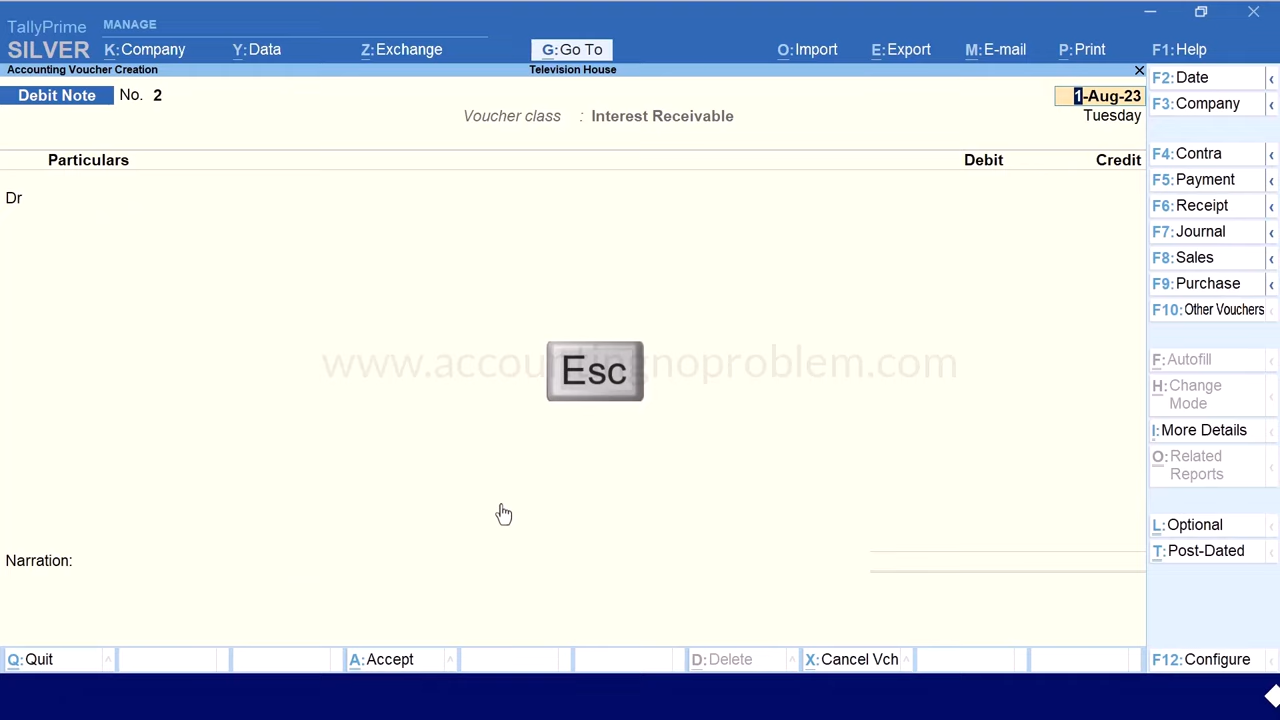 TallyPrime MANAGE
SILVER K:Company Y:Data Z:Exchange G:Go To O:Import E:Export M:E-mail P:Print F1:Help
Accounting Voucher Creation Television House
Debit Note No. 2 1-Aug-23
Tuesday
Voucher class : Interest Receivable
Particulars Debit Credit
Dr
www.accountingnoproblem.com
Esc
Narration:
F2:Date
F3:Company
F4:Contra
F5:Payment
F6:Receipt
F7:Journal
F8:Sales
F9:Purchase
F10:Other Vouchers
F:Autofill
H:Change
Mode
I:More Details
O:Related
Reports
L:Optional
T:Post-Dated
Q:Quit A:Accept D:Delete X:Cancel Vch F12:Configure